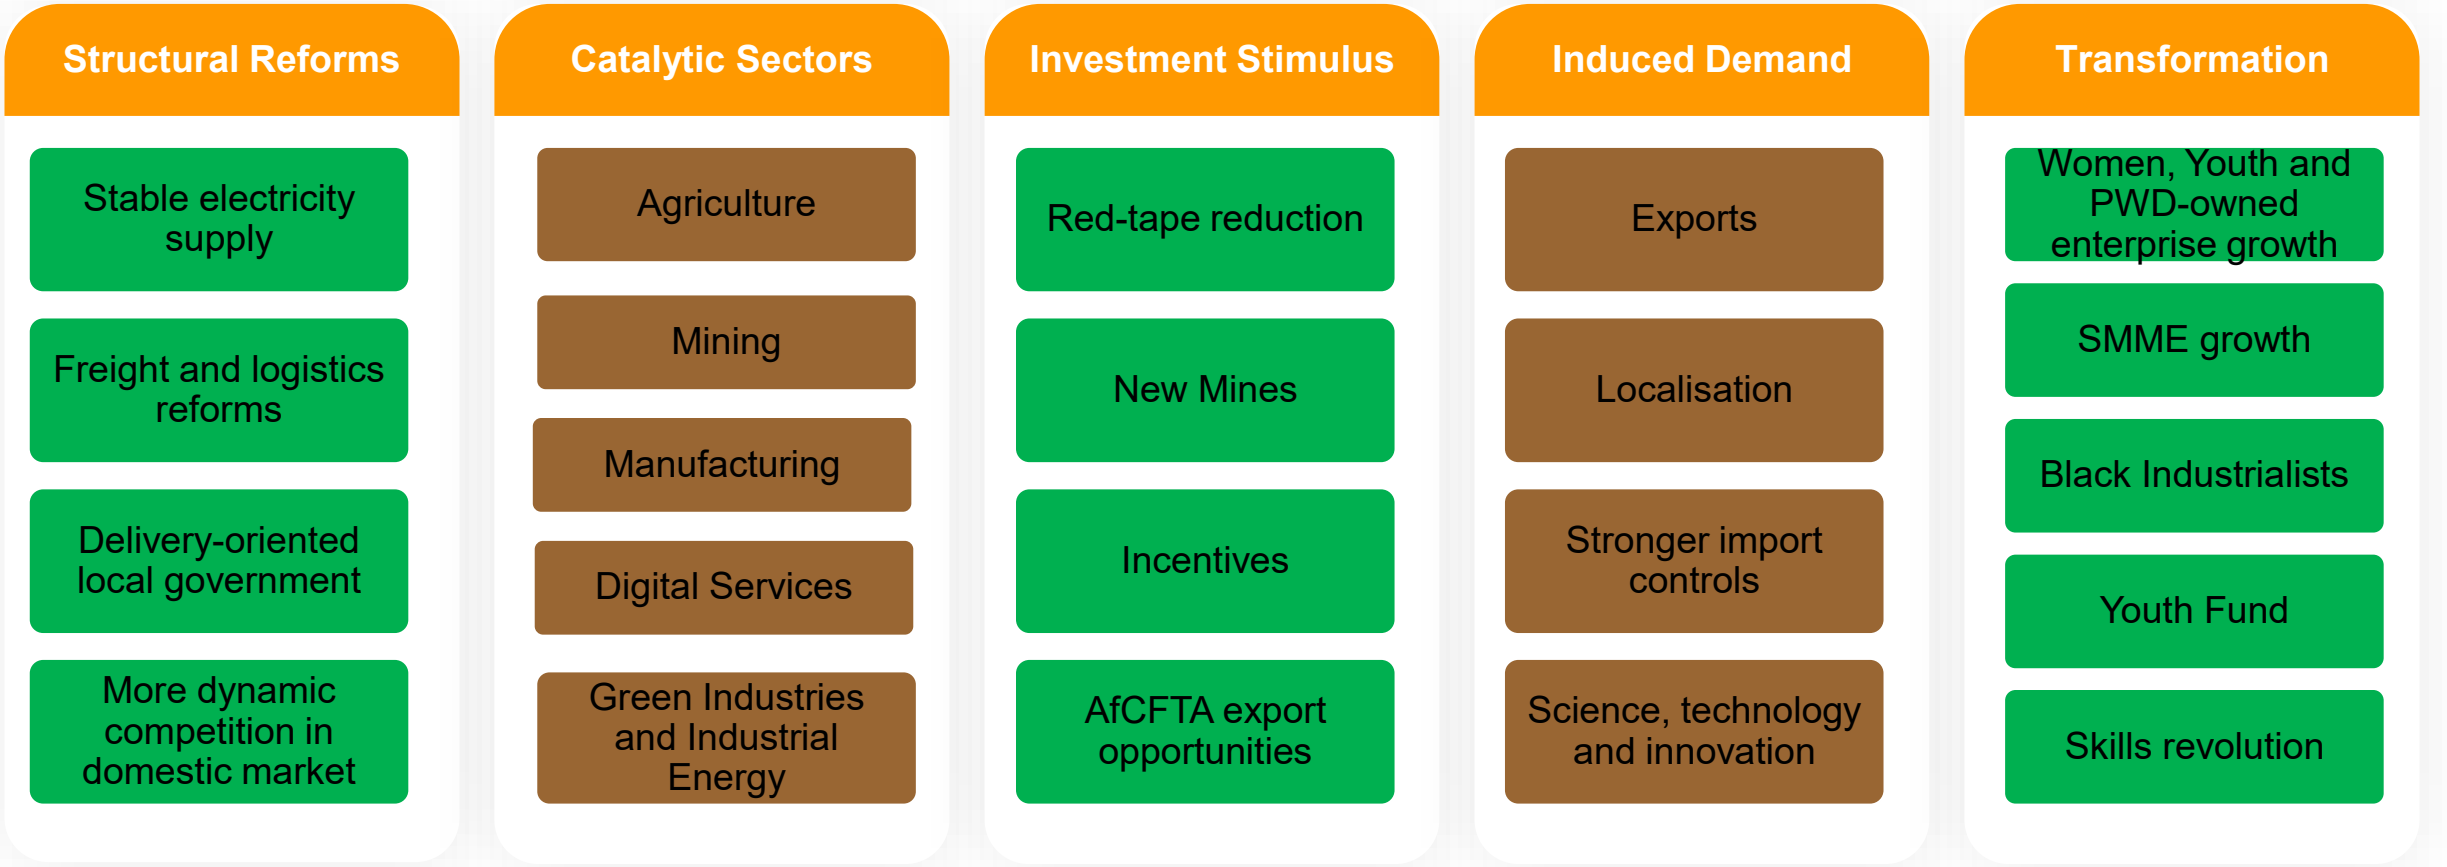 Structural Reforms
Stable electricity
supply
Freight and logistics
reforms
Delivery-oriented
local government
More dynamic
competition in
domestic market
Catalytic Sectors
Agriculture
Mining
Manufacturing
Digital Services
Green Industries
and Industrial
Energy
Investment Stimulus
Red-tape reduction
New Mines
Incentives
AfCFTA export
opportunities
Induced Demand
Exports
Localisation
Stronger import
controls
Science, technology
and innovation
Transformation
Women, Youth and
PWD-owned
enterprise growth
SMME growth
Black Industrialists
Youth Fund
Skills revolution